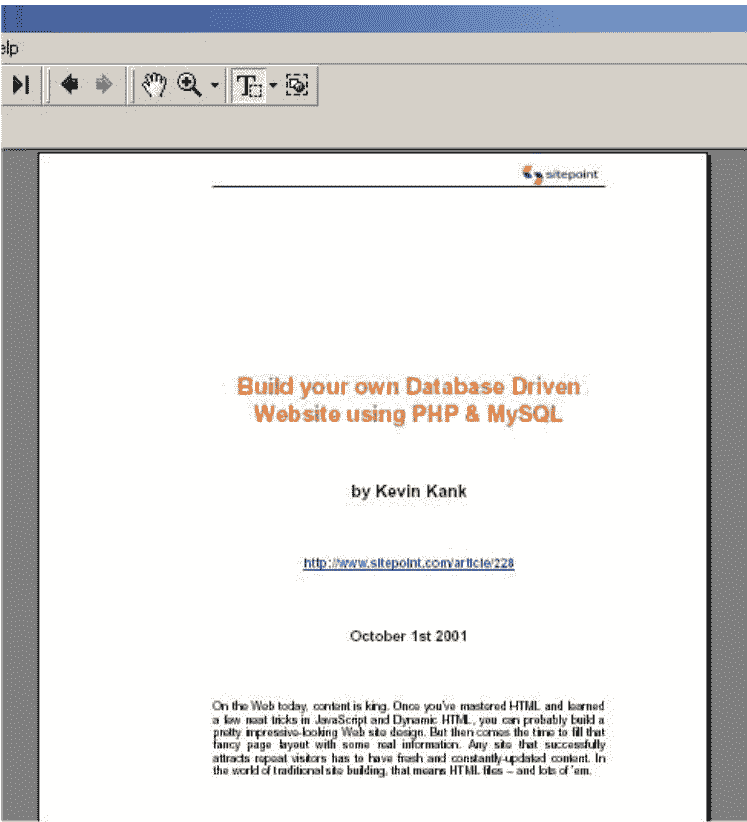 elp
sitepoint
Build your own Database Driven
Website using PHP & MySQL
by Kevin Kank
http://www.sitepoint.com/article/228
October 1st 2001
On the Web today, content is king. Once you've mastered HTML and learned
a few neat tricks in JavaScript and Dynamic HTML, you can probably build a
pretty impressive-looking Web site design. But then comes the time to fill that
fancy page layout with some real information. Any site that successfully
attracts repeat visitors has to have fresh and constantly-updated content. In
the world of traditional site building, that means HTML files – and lots of 'em.